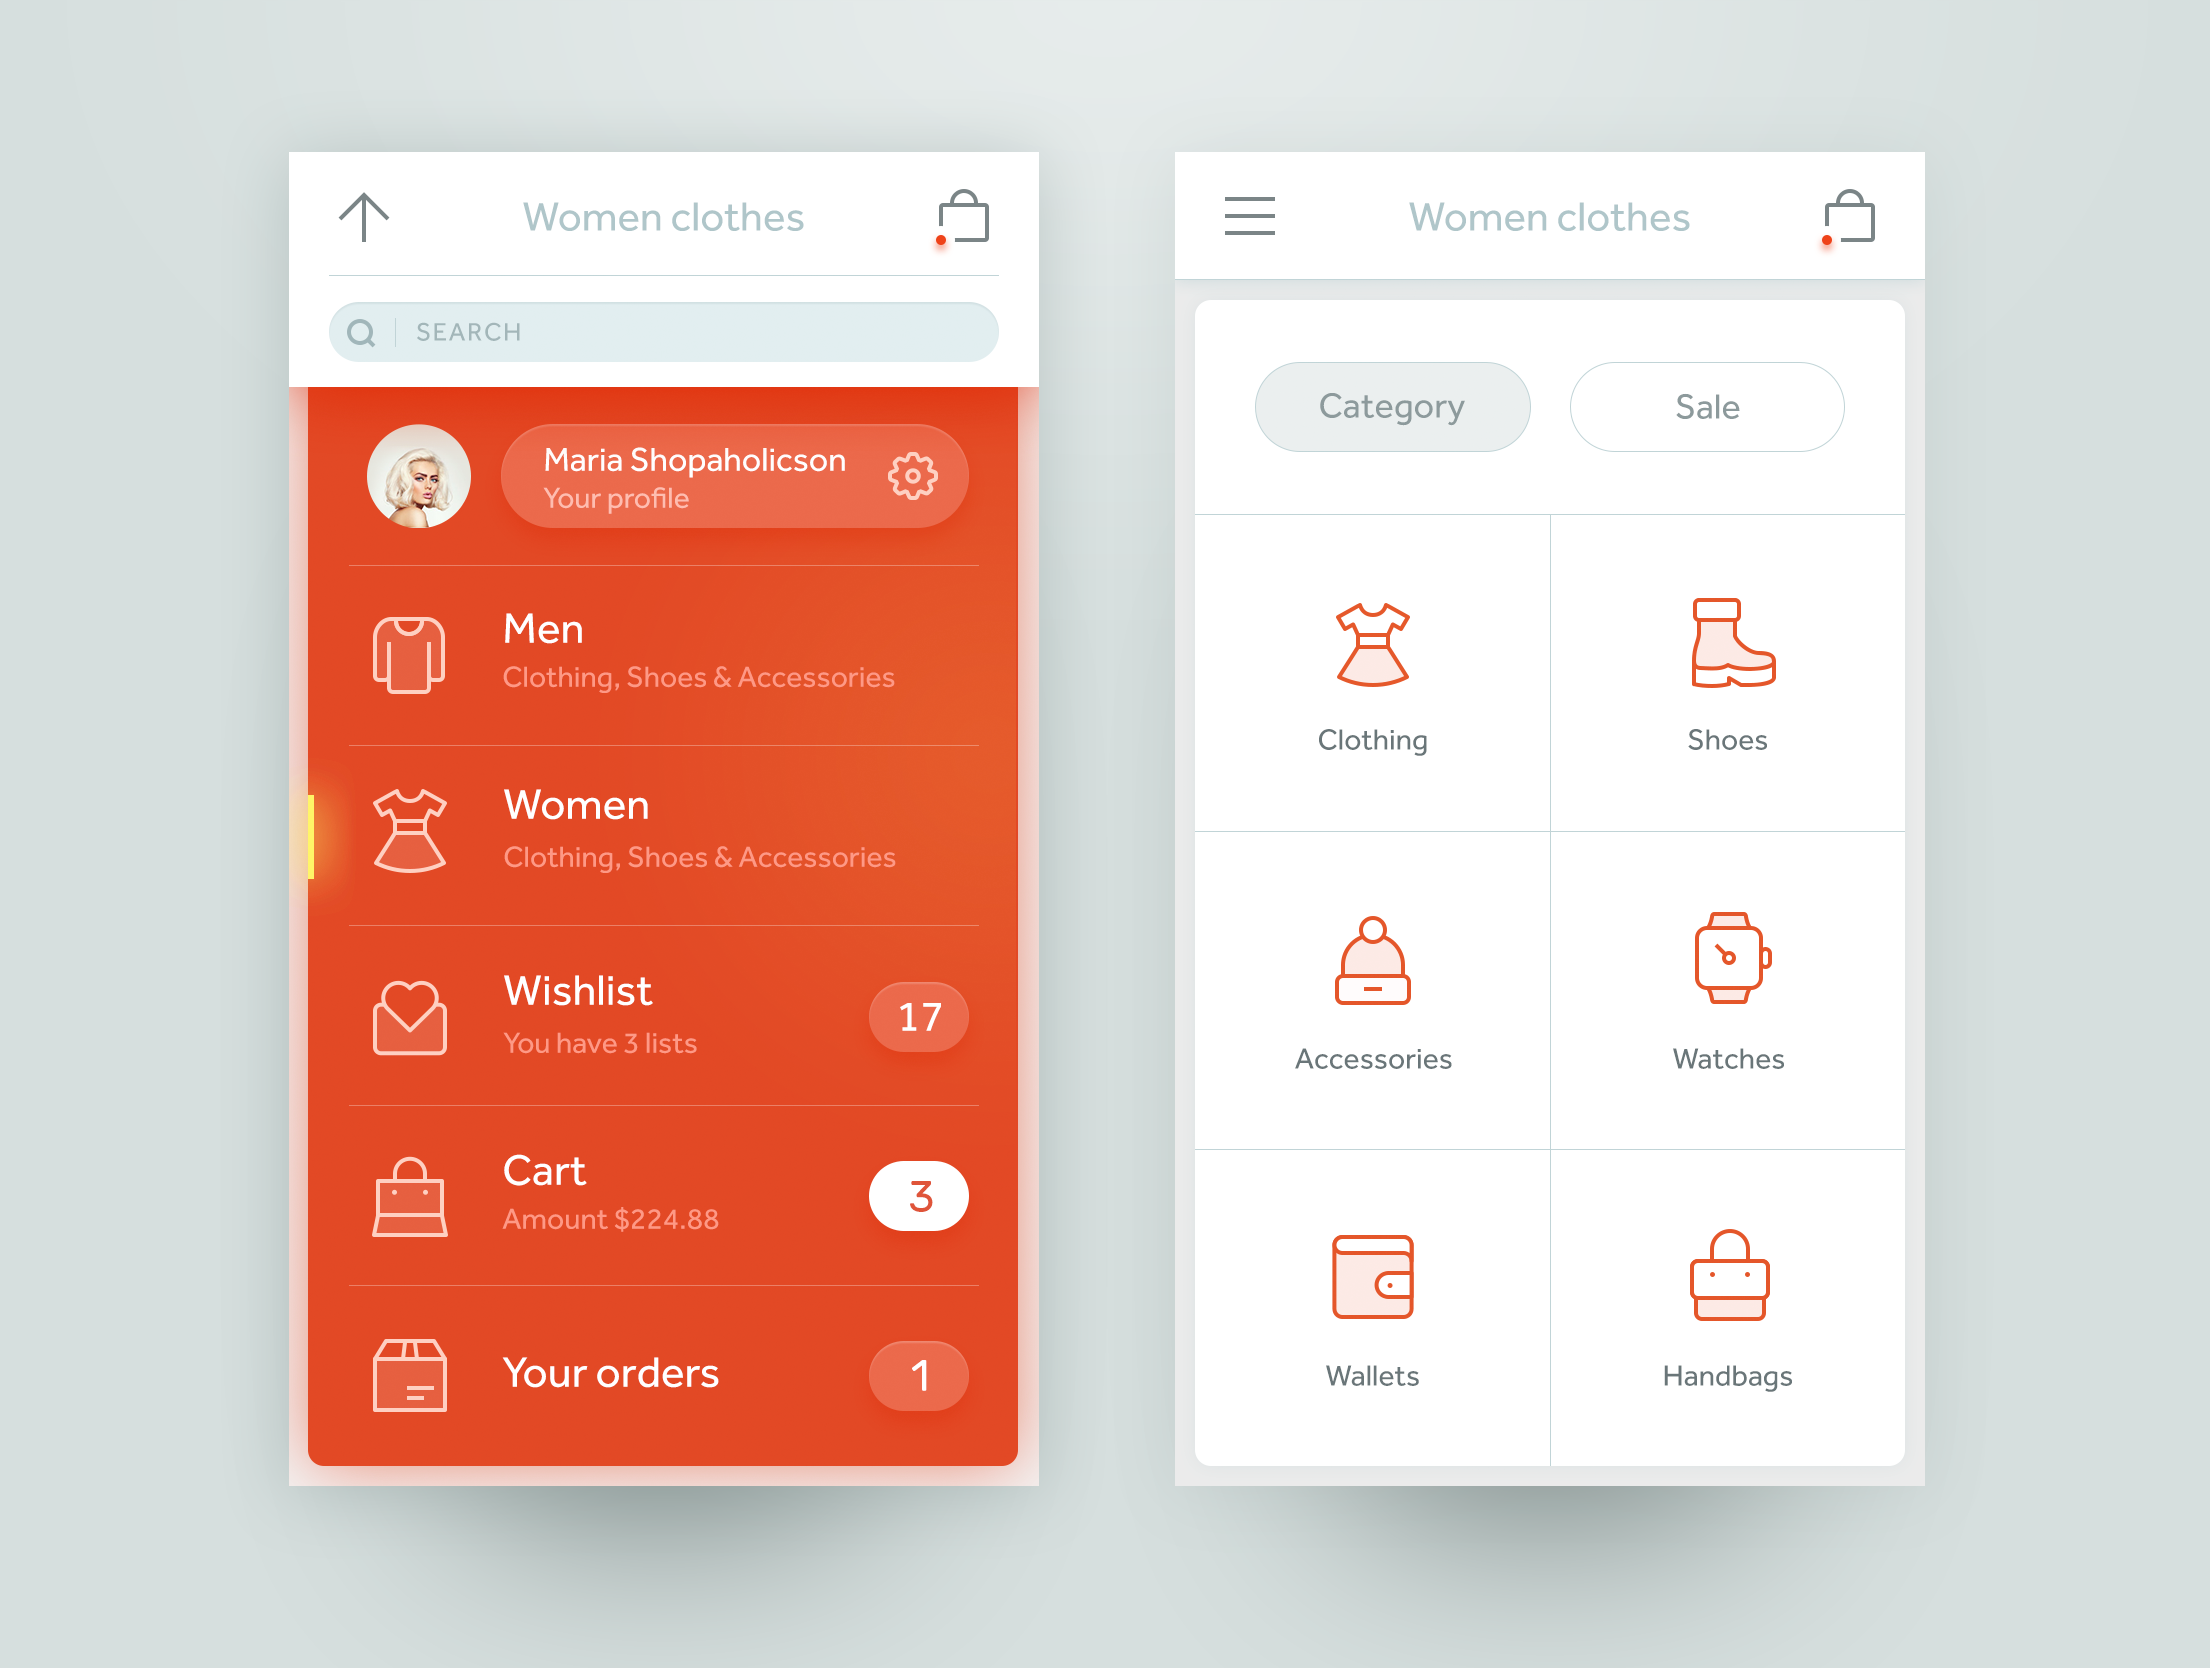 Women clothes
SEARCH
Maria Shopaholicson
Your profile
Men
Clothing, Shoes & Accessories
Women
Clothing, Shoes & Accessories
Wishlist
You have 3 lists
17
Cart
Amount $224.88
3
Your orders
1
Women clothes
Category
Sale
Clothing
Shoes
Accessories
Watches
Wallets
Handbags